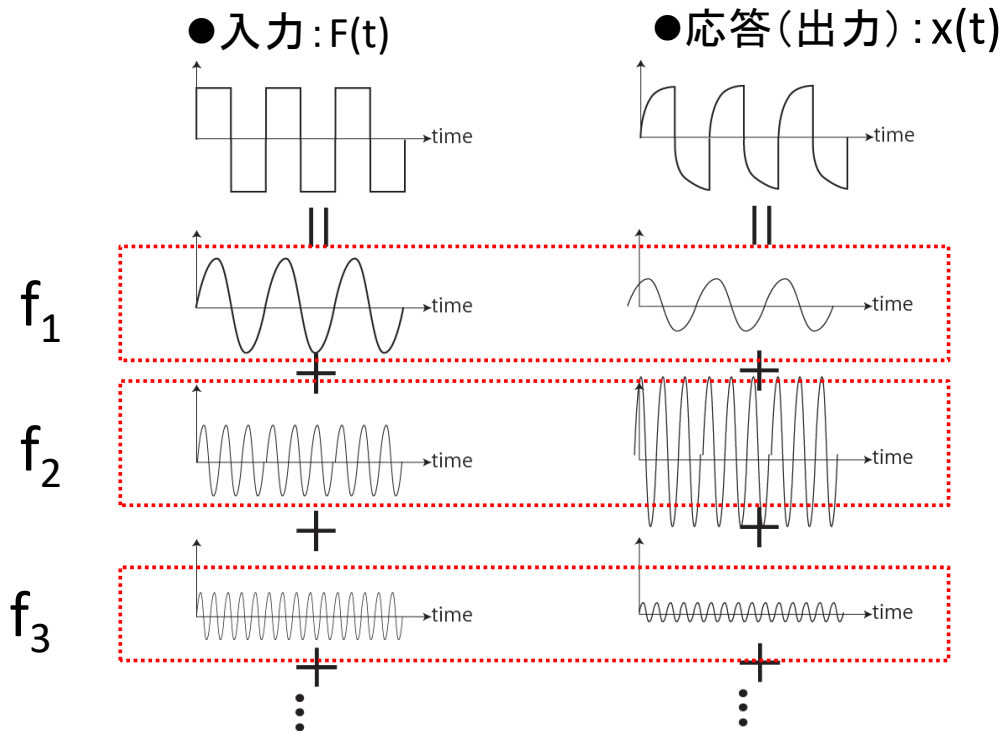 ●入力：F(t)
●応答（出力）：x(t)
time
time
f1
time
time
+
+
f2
time
time
+
+
f3
time
time
+
+